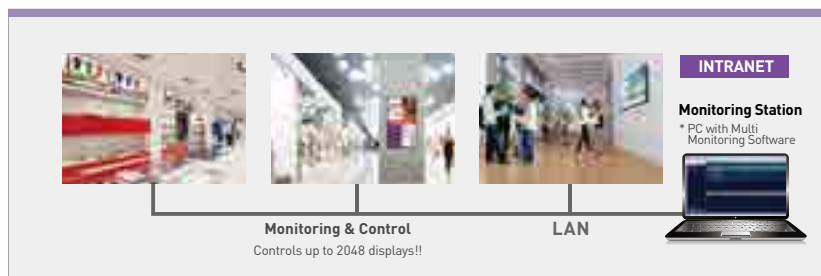 INTRANET
Monitoring Station
* PC with Multi
Monitoring Software
Monitoring & Control
LAN
Controls up to 2048 displays!!